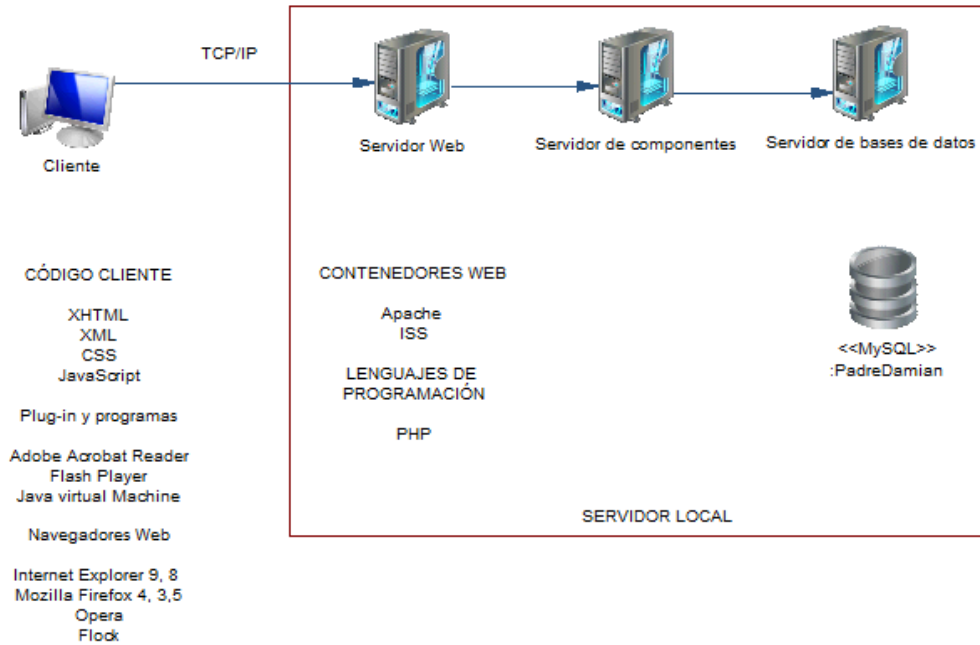 TCP/IP
Cliente
Servidor Web
Servidor de componentes
Servidor de bases de datos
CÓDIGO CLIENTE
XHTML
XML
CSS
JavaScript
Plug-in y programas
Adobe Acrobat Reader
Flash Player
Java virtual Machine
Navegadores Web
Internet Explorer 9, 8
Mozilla Firefox 4, 3,5
Opera
Flock
CONTENEDORES WEB
Apache
ISS
LENGUAJES DE
PROGRAMACIÓN
PHP
<<MySQL>>
:PadreDamian
SERVIDOR LOCAL